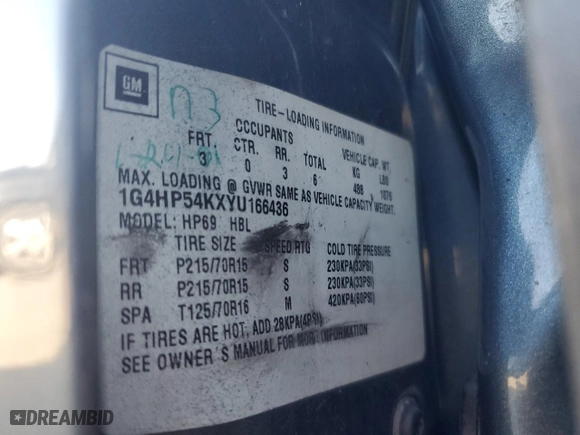 GM
n3
TIRE-LOADING INFORMATION
OCCUPANTS
VEHICLE CAP. WT.
FRT CTR. RR. TOTAL KG LBS
3 0 3 6 488 1076
MAX. LOADING @ GVWR SAME AS VEHICLE CAPACITY WEIGHT.
1G4HP54KXYU166436
MODEL: HP69 HBL
TIRE SIZE SPEED RTG COLD TIRE PRESSURE
FRT P215/70R15 S 230KPA(33PSI)
RR P215/70R15 S 230KPA(33PSI)
SPA T125/70R16 M 420KPA(60PSI)
IF TIRES ARE HOT, ADD 28KPA(4PSI)
SEE OWNER'S MANUAL FOR MORE INFORMATION
DREAMBID